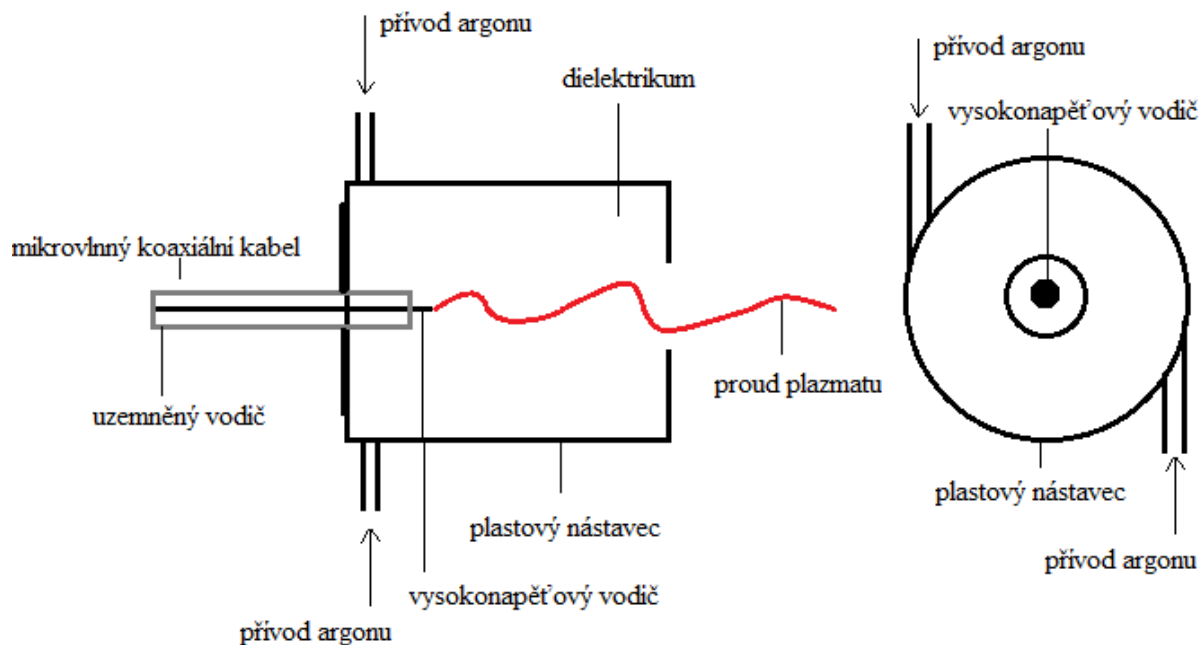 přívod argonu
dielektrikum
mikrovlnný koaxiální kabel
uzemněný vodič
proud plazmatu
plastový nástavec
vysokonapěťový vodič
přívod argonu
přívod argonu
vysokonapěťový vodič
plastový nástavec
přívod argonu